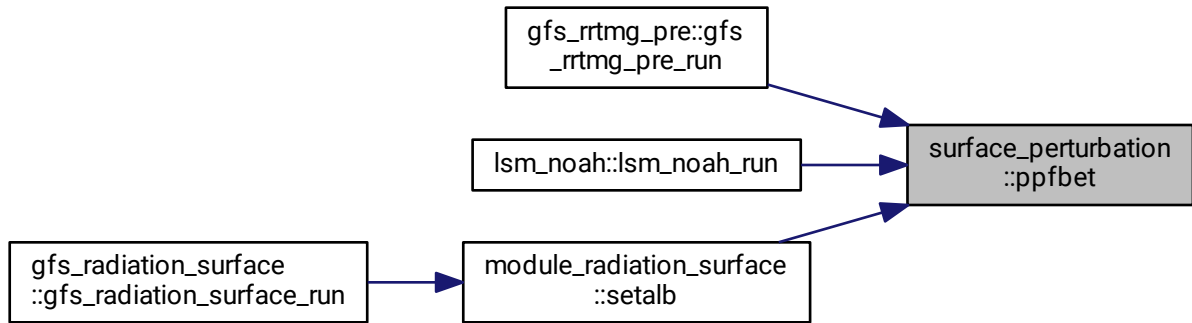 gfs_rrtmg_pre::gfs
_rrtmg_pre_run
surface_perturbation
::ppfbet
lsm_noah::lsm_noah_run
gfs_radiation_surface
::gfs_radiation_surface_run
module_radiation_surface
::setalb